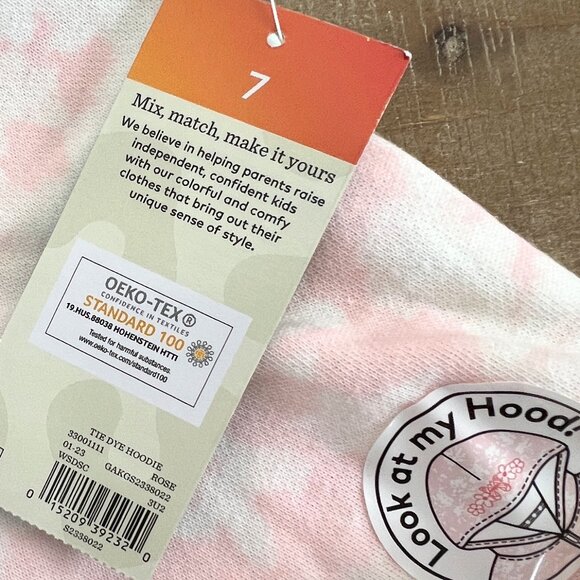 7
Mix, match, make it yours
We believe in helping parents raise
independent, confident kids
with our colorful and comfy
clothes that bring out their
unique sense of style.
OEKO-TEX®
CONFIDENCE IN TEXTILES
STANDARD 100
19.HUS.88038 HOHENSTEIN HTTI
Tested for harmful substances.
www.oeko-tex.com/standard100
TIE DYE HOODIE
33001111 ROSE
01-23 GAKGS2338022
WSDSC 3U2
0 15209 39232 0
S2338022
Look at my Hood!